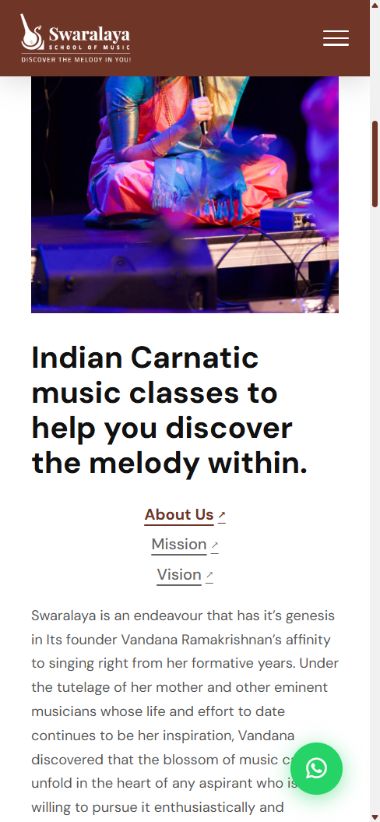 Swaralaya
SCHOOL OF MUSIC
DISCOVER THE MELODY IN YOU!
Indian Carnatic
music classes to
help you discover
the melody within.
About Us ↗
Mission ↗
Vision ↗
Swaralaya is an endeavour that has it’s genesis
in Its founder Vandana Ramakrishnan’s affinity
to singing right from her formative years. Under
the tutelage of her mother and other eminent
musicians whose life and effort to date
continues to be her inspiration, Vandana
discovered that the blossom of music
unfold in the heart of any aspirant who is
willing to pursue it enthusiastically and